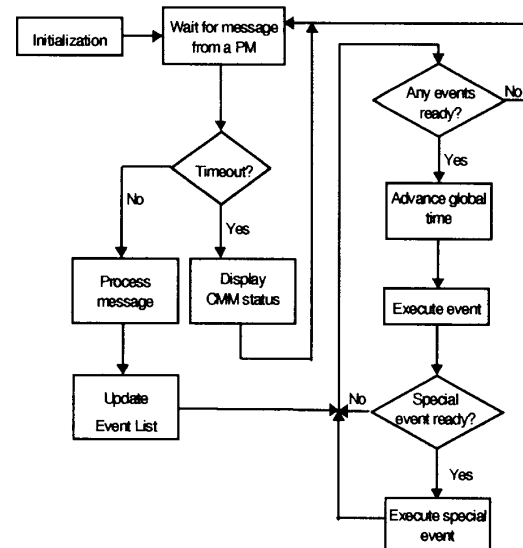 Initialization
Wait for message
from a PM
Timeout?
No
Yes
Process
message
Display
CMM status
Update
Event List
Any events
ready?
No
Yes
Advance global
time
Execute event
Special
event ready?
No
Yes
Execute special
event